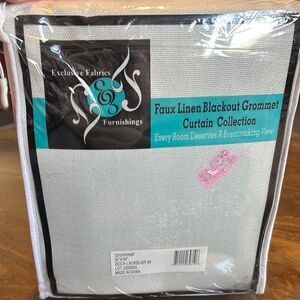 Exclusive Fabrics
&
Furnishings
Faux Linen Blackout Grommet
Curtain Collection
Every Room Deserves A Breathtaking View
Grommet
MADE IN CHINA